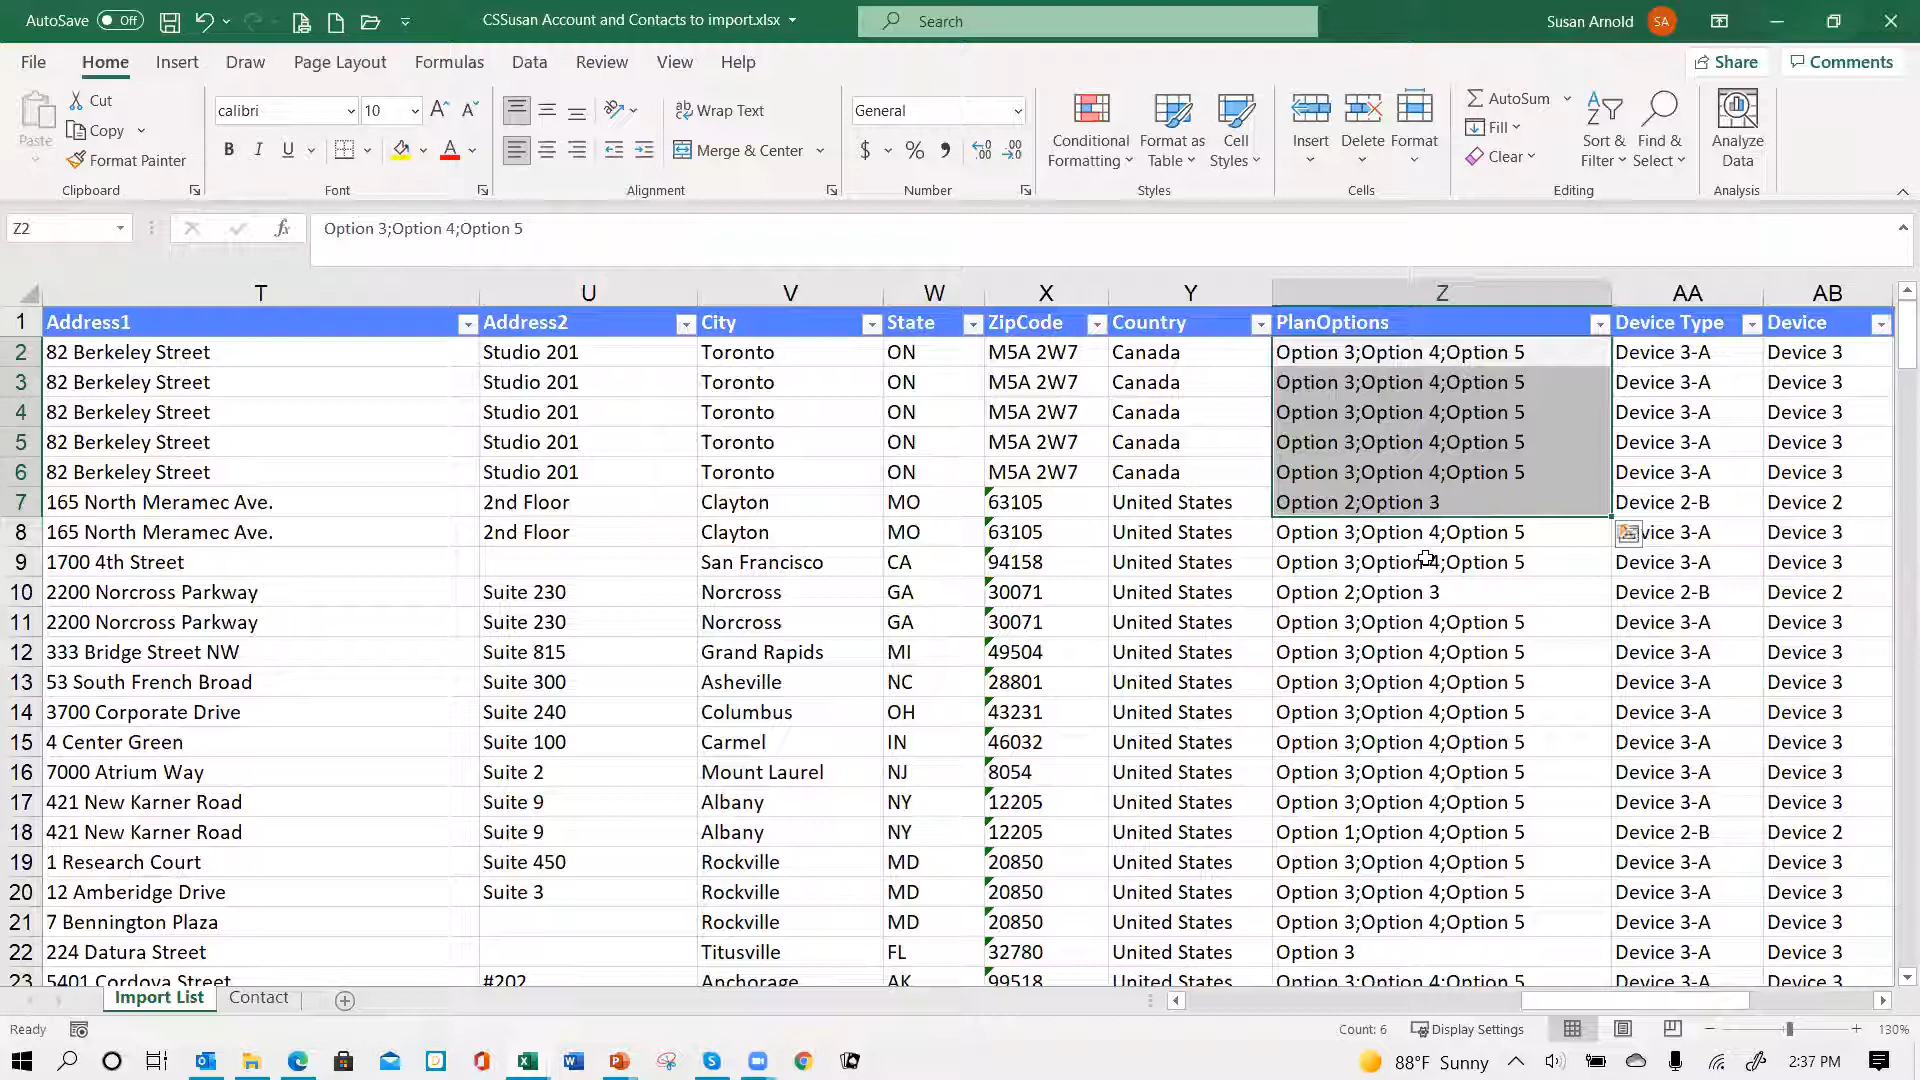 AutoSave Off CSSusan Account and Contacts to import.xlsx Search Susan Arnold SA
File Home Insert Draw Page Layout Formulas Data Review View Help Share Comments
Paste Cut Copy Format Painter Clipboard
calibri 10 B I U A Font
ab Wrap Text Merge & Center Alignment
General $ % Number
Conditional Formatting Format as Table Cell Styles Styles
Insert Delete Format Cells
AutoSum Fill Clear Sort & Filter Find & Select Editing
Analyze Data Analysis
Z2 fx Option 3;Option 4;Option 5
T U V W X Y Z AA AB
1 Address1 Address2 City State ZipCode Country PlanOptions Device Type Device
2 82 Berkeley Street Studio 201 Toronto ON M5A 2W7 Canada Option 3;Option 4;Option 5 Device 3-A Device 3
3 82 Berkeley Street Studio 201 Toronto ON M5A 2W7 Canada Option 3;Option 4;Option 5 Device 3-A Device 3
4 82 Berkeley Street Studio 201 Toronto ON M5A 2W7 Canada Option 3;Option 4;Option 5 Device 3-A Device 3
5 82 Berkeley Street Studio 201 Toronto ON M5A 2W7 Canada Option 3;Option 4;Option 5 Device 3-A Device 3
6 82 Berkeley Street Studio 201 Toronto ON M5A 2W7 Canada Option 3;Option 4;Option 5 Device 3-A Device 3
7 165 North Meramec Ave. 2nd Floor Clayton MO 63105 United States Option 2;Option 3 Device 2-B Device 2
8 165 North Meramec Ave. 2nd Floor Clayton MO 63105 United States Option 3;Option 4;Option 5 vice 3-A Device 3
9 1700 4th Street San Francisco CA 94158 United States Option 3;Option 4;Option 5 Device 3-A Device 3
10 2200 Norcross Parkway Suite 230 Norcross GA 30071 United States Option 2;Option 3 Device 2-B Device 2
11 2200 Norcross Parkway Suite 230 Norcross GA 30071 United States Option 3;Option 4;Option 5 Device 3-A Device 3
12 333 Bridge Street NW Suite 815 Grand Rapids MI 49504 United States Option 3;Option 4;Option 5 Device 3-A Device 3
13 53 South French Broad Suite 300 Asheville NC 28801 United States Option 3;Option 4;Option 5 Device 3-A Device 3
14 3700 Corporate Drive Suite 240 Columbus OH 43231 United States Option 3;Option 4;Option 5 Device 3-A Device 3
15 4 Center Green Suite 100 Carmel IN 46032 United States Option 3;Option 4;Option 5 Device 3-A Device 3
16 7000 Atrium Way Suite 2 Mount Laurel NJ 8054 United States Option 3;Option 4;Option 5 Device 3-A Device 3
17 421 New Karner Road Suite 9 Albany NY 12205 United States Option 3;Option 4;Option 5 Device 3-A Device 3
18 421 New Karner Road Suite 9 Albany NY 12205 United States Option 1;Option 4;Option 5 Device 2-B Device 2
19 1 Research Court Suite 450 Rockville MD 20850 United States Option 3;Option 4;Option 5 Device 3-A Device 3
20 12 Amberidge Drive Suite 3 Rockville MD 20850 United States Option 3;Option 4;Option 5 Device 3-A Device 3
21 7 Bennington Plaza Rockville MD 20850 United States Option 3;Option 4;Option 5 Device 3-A Device 3
22 224 Datura Street Titusville FL 32780 United States Option 3 Device 3-A Device 3
23 5401 Cordova Street #202 Anchorage AK 99518 United States Option 3;Option 4;Option 5 Device 3-A Device 3
Import List Contact
Ready Count: 6 Display Settings 130%
88°F Sunny 2:37 PM